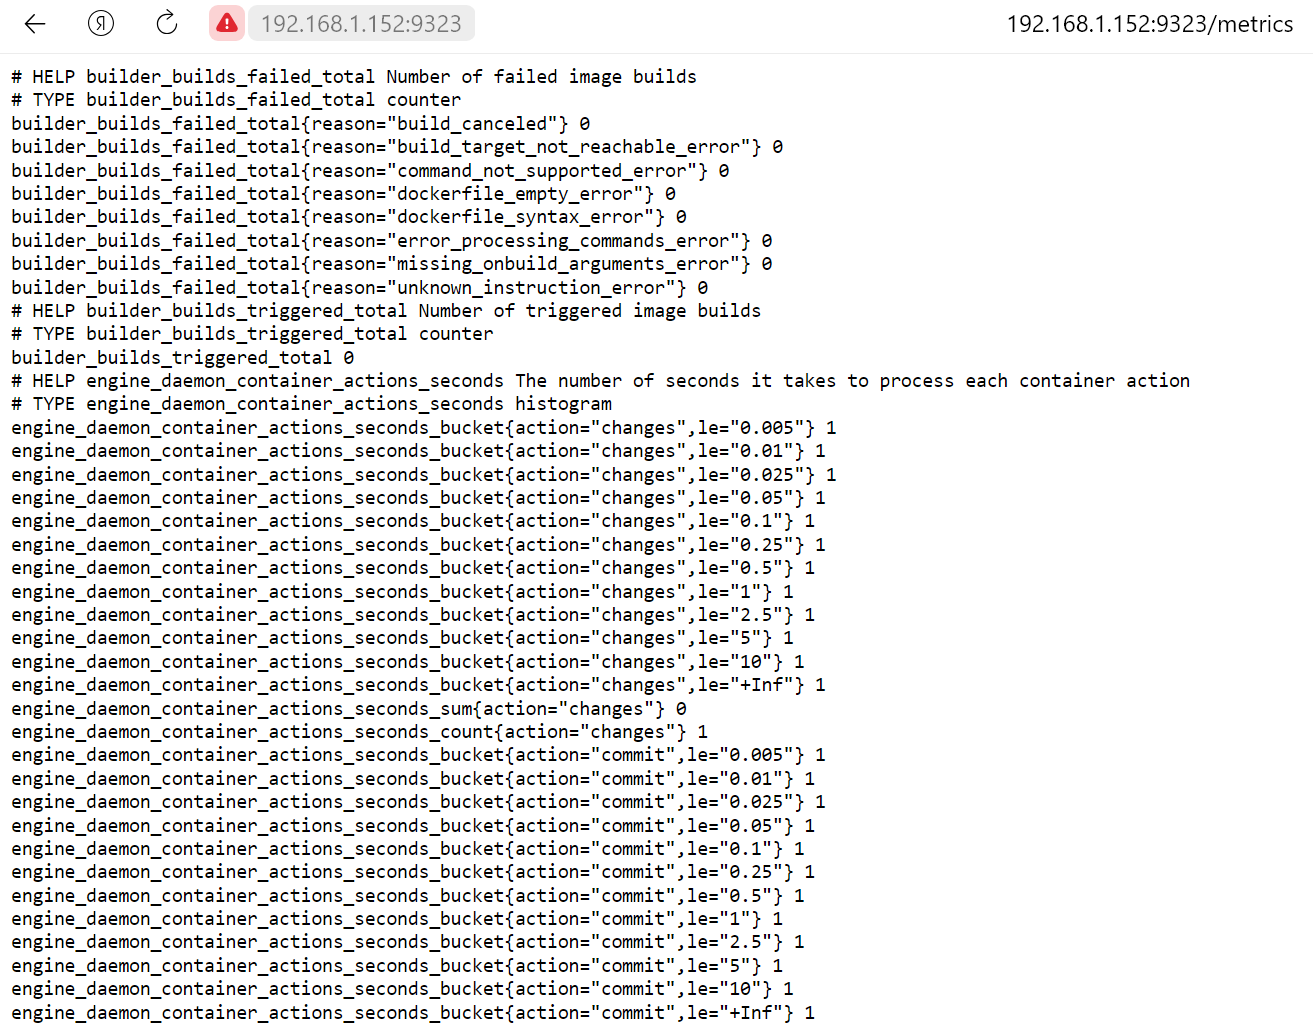 Я 192.168.1.152:9323 192.168.1.152:9323/metrics
# HELP builder_builds_failed_total Number of failed image builds
# TYPE builder_builds_failed_total counter
builder_builds_failed_total{reason="build_canceled"} 0
builder_builds_failed_total{reason="build_target_not_reachable_error"} 0
builder_builds_failed_total{reason="command_not_supported_error"} 0
builder_builds_failed_total{reason="dockerfile_empty_error"} 0
builder_builds_failed_total{reason="dockerfile_syntax_error"} 0
builder_builds_failed_total{reason="error_processing_commands_error"} 0
builder_builds_failed_total{reason="missing_onbuild_arguments_error"} 0
builder_builds_failed_total{reason="unknown_instruction_error"} 0
# HELP builder_builds_triggered_total Number of triggered image builds
# TYPE builder_builds_triggered_total counter
builder_builds_triggered_total 0
# HELP engine_daemon_container_actions_seconds The number of seconds it takes to process each container action
# TYPE engine_daemon_container_actions_seconds histogram
engine_daemon_container_actions_seconds_bucket{action="changes",le="0.005"} 1
engine_daemon_container_actions_seconds_bucket{action="changes",le="0.01"} 1
engine_daemon_container_actions_seconds_bucket{action="changes",le="0.025"} 1
engine_daemon_container_actions_seconds_bucket{action="changes",le="0.05"} 1
engine_daemon_container_actions_seconds_bucket{action="changes",le="0.1"} 1
engine_daemon_container_actions_seconds_bucket{action="changes",le="0.25"} 1
engine_daemon_container_actions_seconds_bucket{action="changes",le="0.5"} 1
engine_daemon_container_actions_seconds_bucket{action="changes",le="1"} 1
engine_daemon_container_actions_seconds_bucket{action="changes",le="2.5"} 1
engine_daemon_container_actions_seconds_bucket{action="changes",le="5"} 1
engine_daemon_container_actions_seconds_bucket{action="changes",le="10"} 1
engine_daemon_container_actions_seconds_bucket{action="changes",le="+Inf"} 1
engine_daemon_container_actions_seconds_sum{action="changes"} 0
engine_daemon_container_actions_seconds_count{action="changes"} 1
engine_daemon_container_actions_seconds_bucket{action="commit",le="0.005"} 1
engine_daemon_container_actions_seconds_bucket{action="commit",le="0.01"} 1
engine_daemon_container_actions_seconds_bucket{action="commit",le="0.025"} 1
engine_daemon_container_actions_seconds_bucket{action="commit",le="0.05"} 1
engine_daemon_container_actions_seconds_bucket{action="commit",le="0.1"} 1
engine_daemon_container_actions_seconds_bucket{action="commit",le="0.25"} 1
engine_daemon_container_actions_seconds_bucket{action="commit",le="0.5"} 1
engine_daemon_container_actions_seconds_bucket{action="commit",le="1"} 1
engine_daemon_container_actions_seconds_bucket{action="commit",le="2.5"} 1
engine_daemon_container_actions_seconds_bucket{action="commit",le="5"} 1
engine_daemon_container_actions_seconds_bucket{action="commit",le="10"} 1
engine_daemon_container_actions_seconds_bucket{action="commit",le="+Inf"} 1